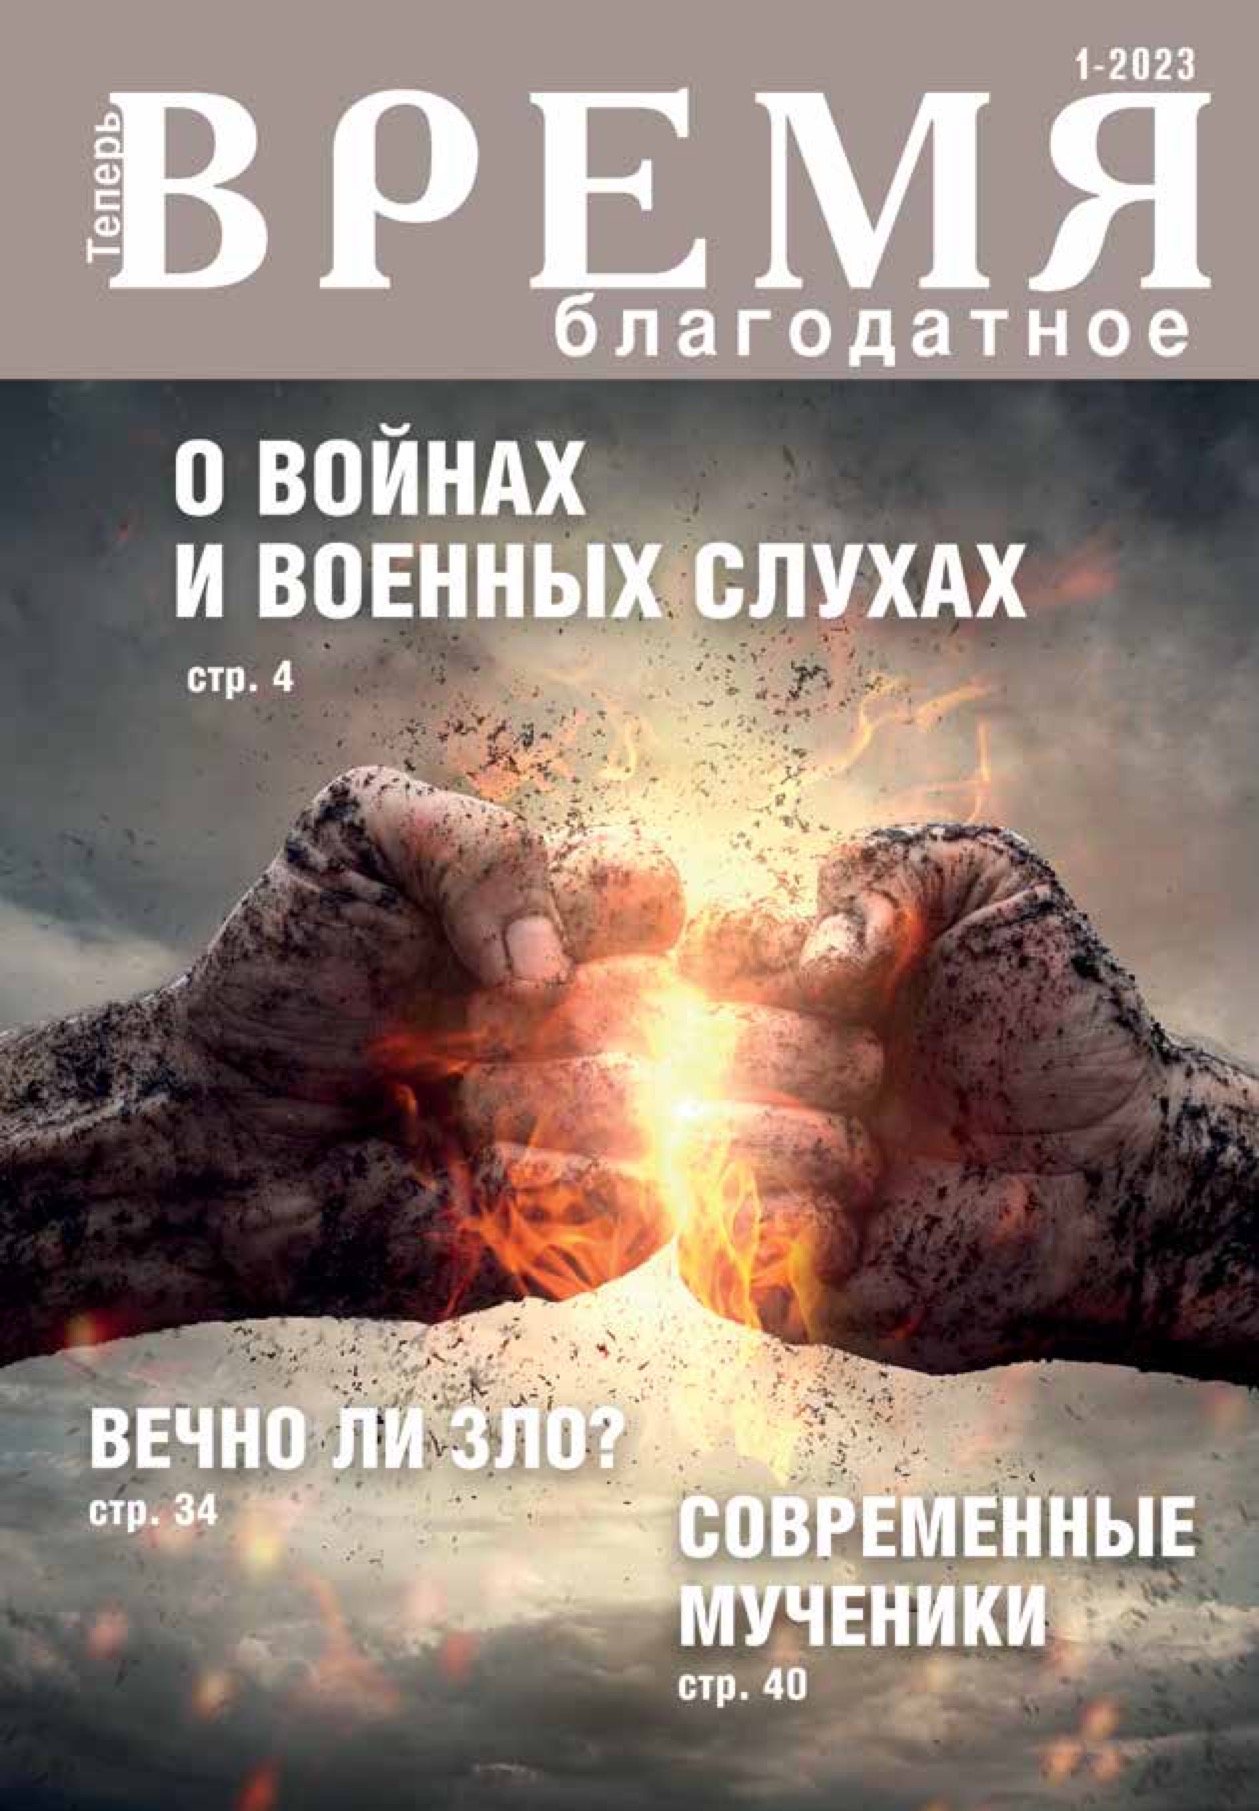 1-2023
Теперь
ВРЕМЯ
благодатное
О ВОЙНАХ
И ВОЕННЫХ СЛУХАХ
стр. 4
ВЕЧНО ЛИ ЗЛО?
стр. 34
СОВРЕМЕННЫЕ
МУЧЕНИКИ
стр. 40